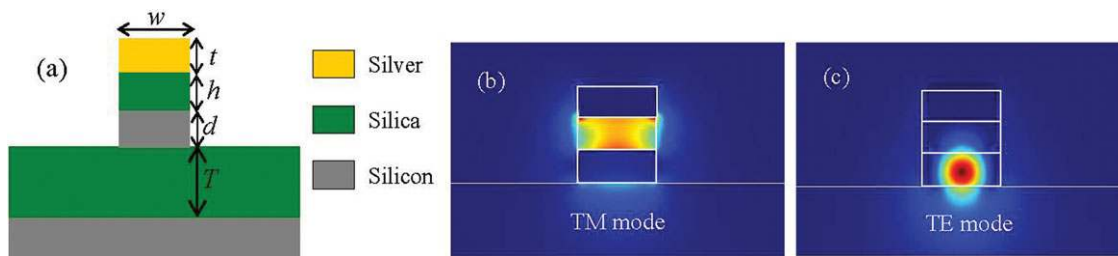 w
(a)
t
h
d
T
Silver
Silica
Silicon
(b)
TM mode
(c)
TE mode